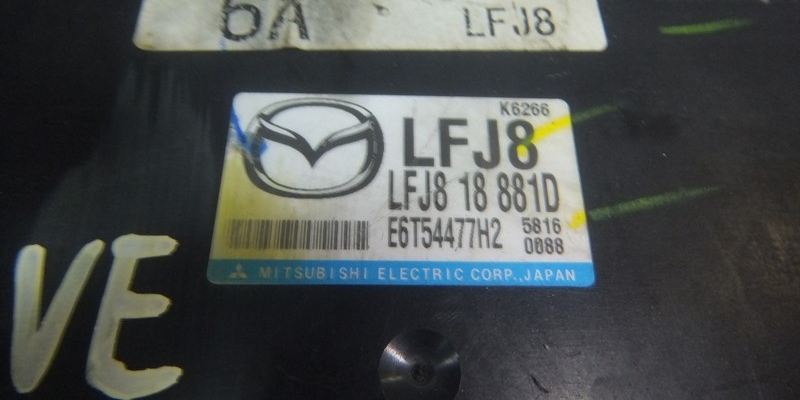 6A LFJ8
K6266
LFJ8
LFJ8 18 881D
E6T54477H2
5816
0088
MITSUBISHI ELECTRIC CORP.,JAPAN
VE